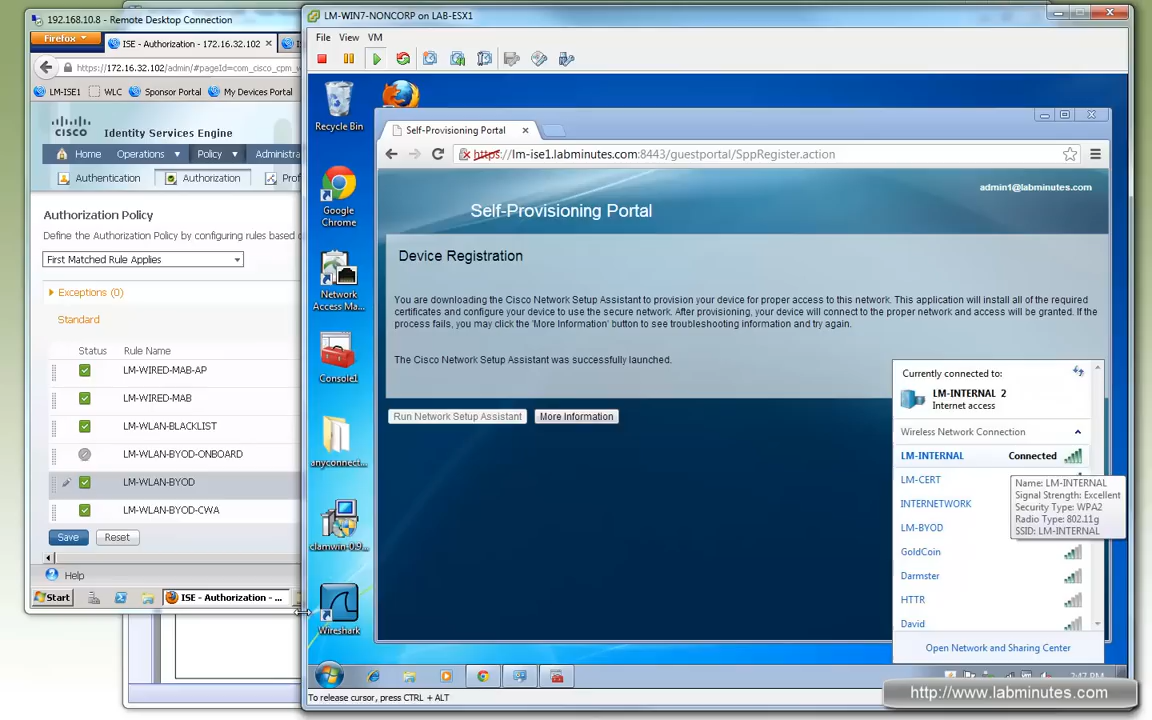 192.168.10.8 - Remote Desktop Connection
Firefox
ISE - Authorization - 172.16.32.102
https://172.16.32.102/admin/#pageId=com_cisco_cpm_
LM-ISE1 WLC Sponsor Portal My Devices Portal
CISCO Identity Services Engine
Home Operations Policy Administra
Authentication Authorization Prof
Authorization Policy
Define the Authorization Policy by configuring rules based
First Matched Rule Applies
Exceptions (0)
Standard
Status Rule Name
LM-WIRED-MAB-AP
LM-WIRED-MAB
LM-WLAN-BLACKLIST
LM-WLAN-BYOD-ONBOARD
LM-WLAN-BYOD
LM-WLAN-BYOD-CWA
Save Reset
Help
Start ISE - Authorization - ...
LM-WIN7-NONCORP on LAB-ESX1
File View VM
Recycle Bin
Google
Chrome
Network
Access Ma...
Console1
anyconnect...
clamwin-0.9...
Wireshark
Self-Provisioning Portal
https://lm-ise1.labminutes.com:8443/guestportal/SppRegister.action
admin1@labminutes.com
Self-Provisioning Portal
Device Registration
You are downloading the Cisco Network Setup Assistant to provision your device for proper access to this network. This application will install all of the required
certificates and configure your device to use the secure network. After provisioning, your device will connect to the proper network and access will be granted. If the
process fails, you may click the 'More Information' button to see troubleshooting information and try again.
The Cisco Network Setup Assistant was successfully launched.
Run Network Setup Assistant More Information
Currently connected to:
LM-INTERNAL 2
Internet access
Wireless Network Connection
LM-INTERNAL Connected
LM-CERT
INTERNETWORK
LM-BYOD
GoldCoin
Darmster
HTTR
David
Name: LM-INTERNAL
Signal Strength: Excellent
Security Type: WPA2
Radio Type: 802.11g
SSID: LM-INTERNAL
Open Network and Sharing Center
To release cursor, press CTRL + ALT
http://www.labminutes.com